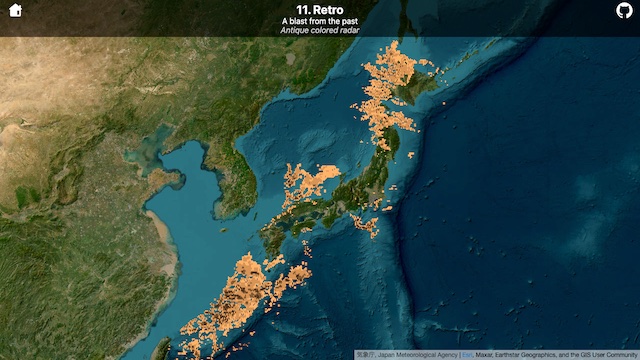 11. Retro
A blast from the past
Antique colored radar
気象庁, Japan Meteorological Agency | Esri, Maxar, Earthstar Geographics, and the GIS User Community